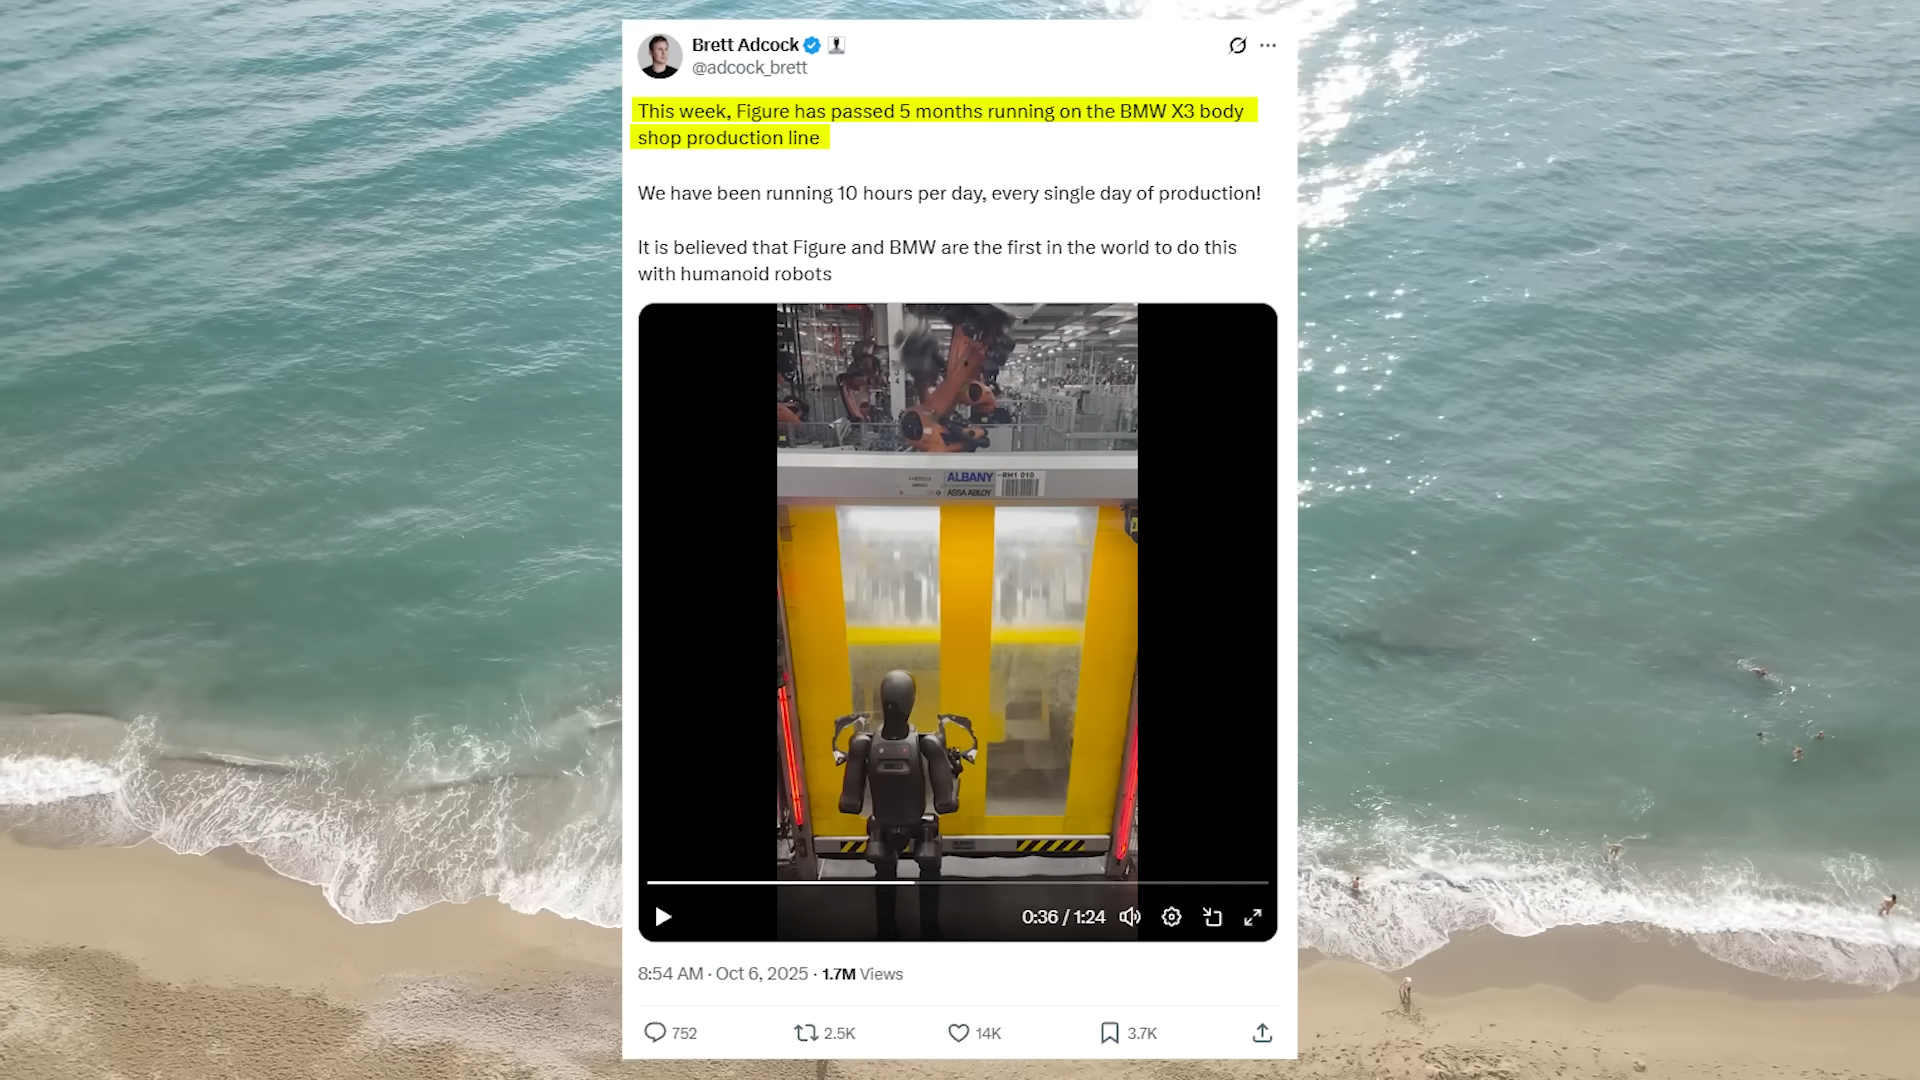 Brett Adcock
@adcock_brett
This week, Figure has passed 5 months running on the BMW X3 body
shop production line
We have been running 10 hours per day, every single day of production!
It is believed that Figure and BMW are the first in the world to do this
with humanoid robots
ALBANY
RH1 010
ASSA ABLOY
0:36 / 1:24
8:54 AM · Oct 6, 2025 · 1.7M Views
752
2.5K
14K
3.7K